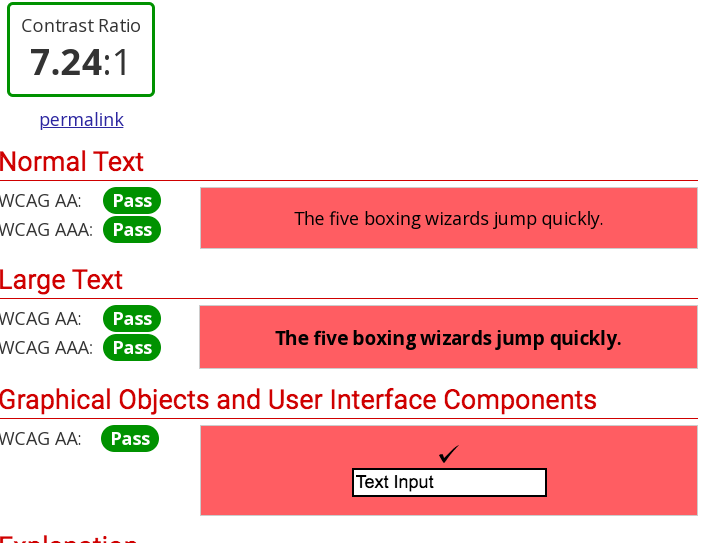 Contrast Ratio
7.24:1
permalink
Normal Text
WCAG AA: Pass
WCAG AAA: Pass
The five boxing wizards jump quickly.
Large Text
WCAG AA: Pass
WCAG AAA: Pass
The five boxing wizards jump quickly.
Graphical Objects and User Interface Components
WCAG AA: Pass
✓
Text Input